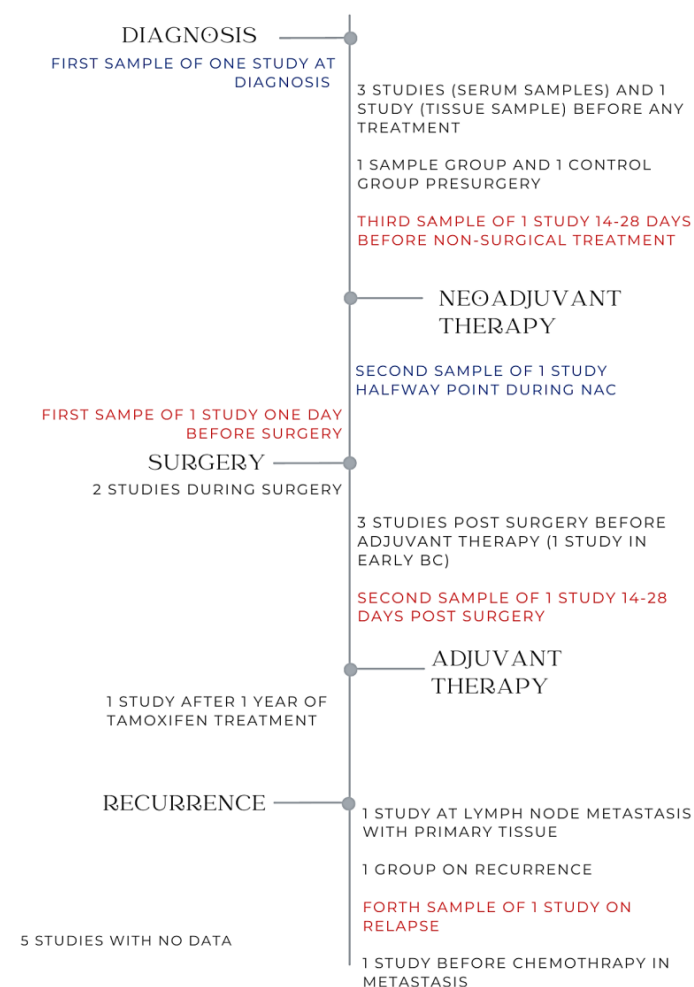 DIAGNOSIS
FIRST SAMPLE OF ONE STUDY AT
DIAGNOSIS
3 STUDIES (SERUM SAMPLES) AND 1
STUDY (TISSUE SAMPLE) BEFORE ANY
TREATMENT
1 SAMPLE GROUP AND 1 CONTROL
GROUP PRESURGERY
THIRD SAMPLE OF 1 STUDY 14-28 DAYS
BEFORE NON-SURGICAL TREATMENT
NEOADJUVANT
THERAPY
SECOND SAMPLE OF 1 STUDY
HALFWAY POINT DURING NAC
FIRST SAMPE OF 1 STUDY ONE DAY
BEFORE SURGERY
SURGERY
2 STUDIES DURING SURGERY
3 STUDIES POST SURGERY BEFORE
ADJUVANT THERAPY (1 STUDY IN
EARLY BC)
SECOND SAMPLE OF 1 STUDY 14-28
DAYS POST SURGERY
ADJUVANT
THERAPY
1 STUDY AFTER 1 YEAR OF
TAMOXIFEN TREATMENT
RECURRENCE
1 STUDY AT LYMPH NODE METASTASIS
WITH PRIMARY TISSUE
1 GROUP ON RECURRENCE
FORTH SAMPLE OF 1 STUDY ON
RELAPSE
5 STUDIES WITH NO DATA
1 STUDY BEFORE CHEMOTHRAPY IN
METASTASIS